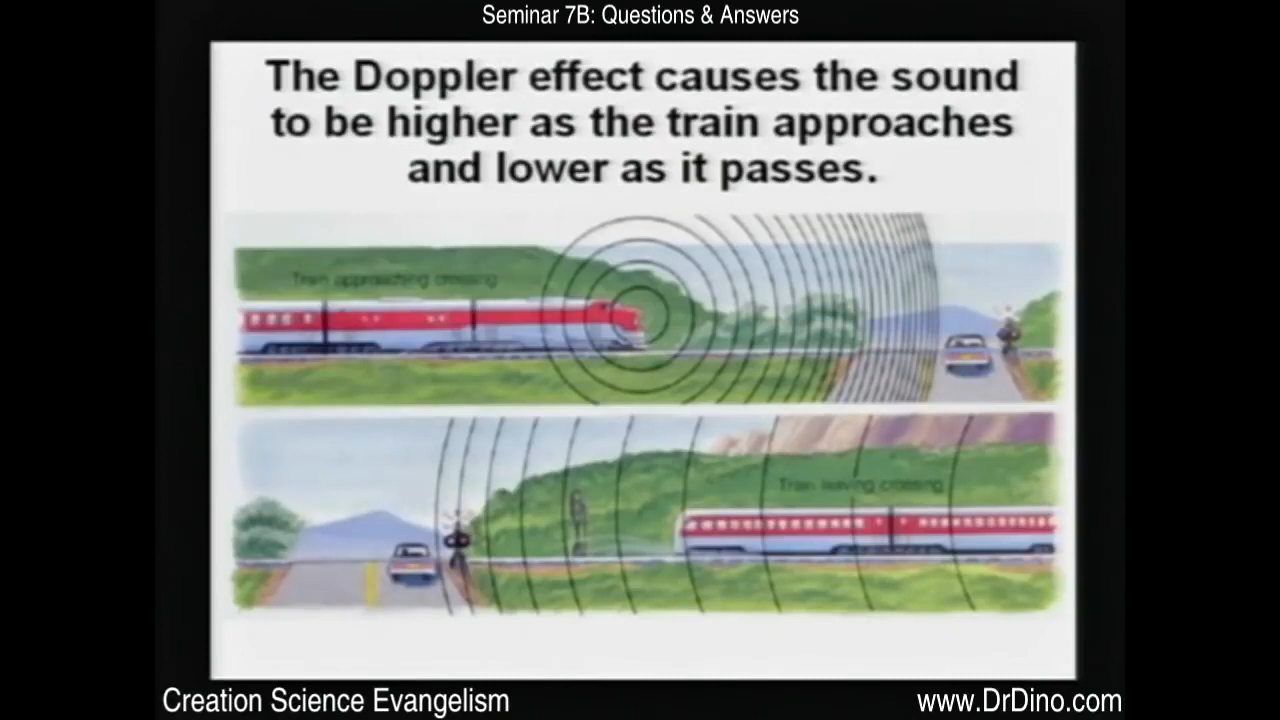 Seminar 7B: Questions & Answers
The Doppler effect causes the sound
to be higher as the train approaches
and lower as it passes.
Train approaching crossing
Train leaving crossing
Creation Science Evangelism
www.DrDino.com